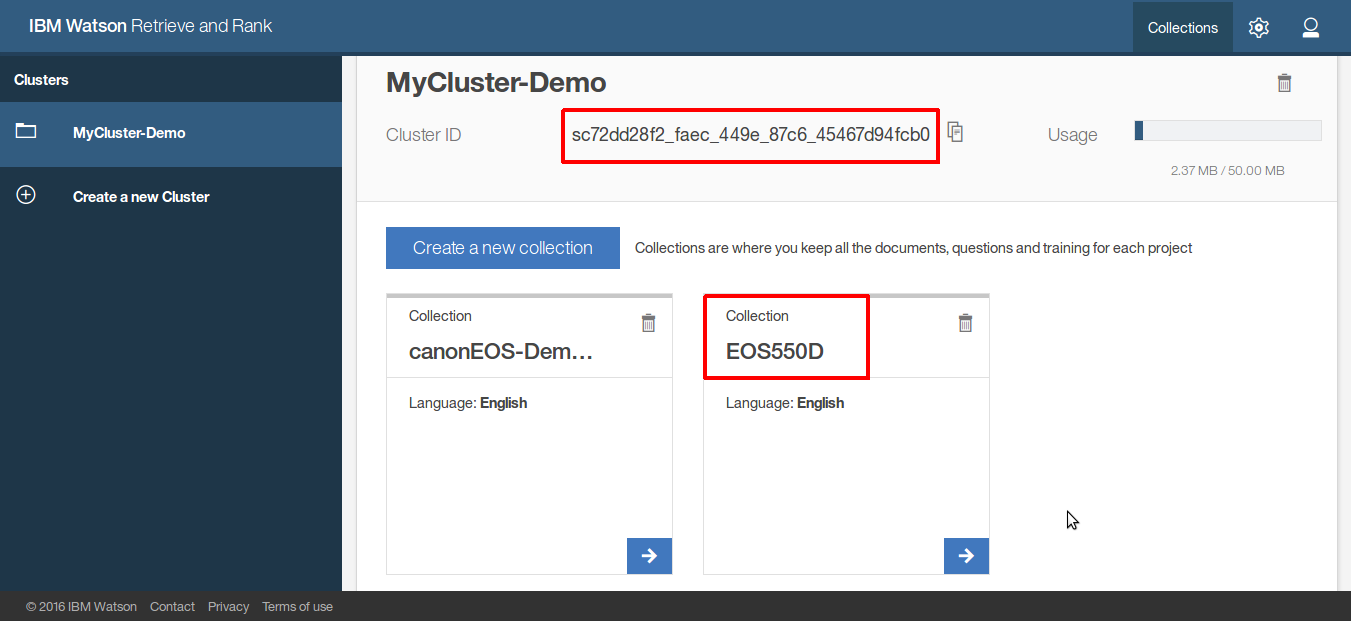 IBM Watson Retrieve and Rank
Collections
Clusters
MyCluster-Demo
Create a new Cluster
MyCluster-Demo
Cluster ID
sc72dd28f2_faec_449e_87c6_45467d94fcb0
Usage
2.37 MB / 50.00 MB
Create a new collection
Collections are where you keep all the documents, questions and training for each project
Collection
canonEOS-Dem...
Language: English
Collection
EOS550D
Language: English
© 2016 IBM Watson Contact Privacy Terms of use